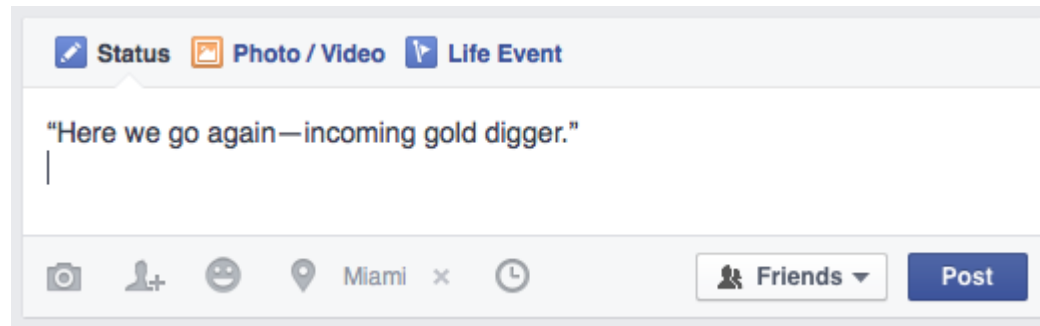 Status Photo / Video Life Event
“Here we go again—incoming gold digger.”
Miami × Friends Post